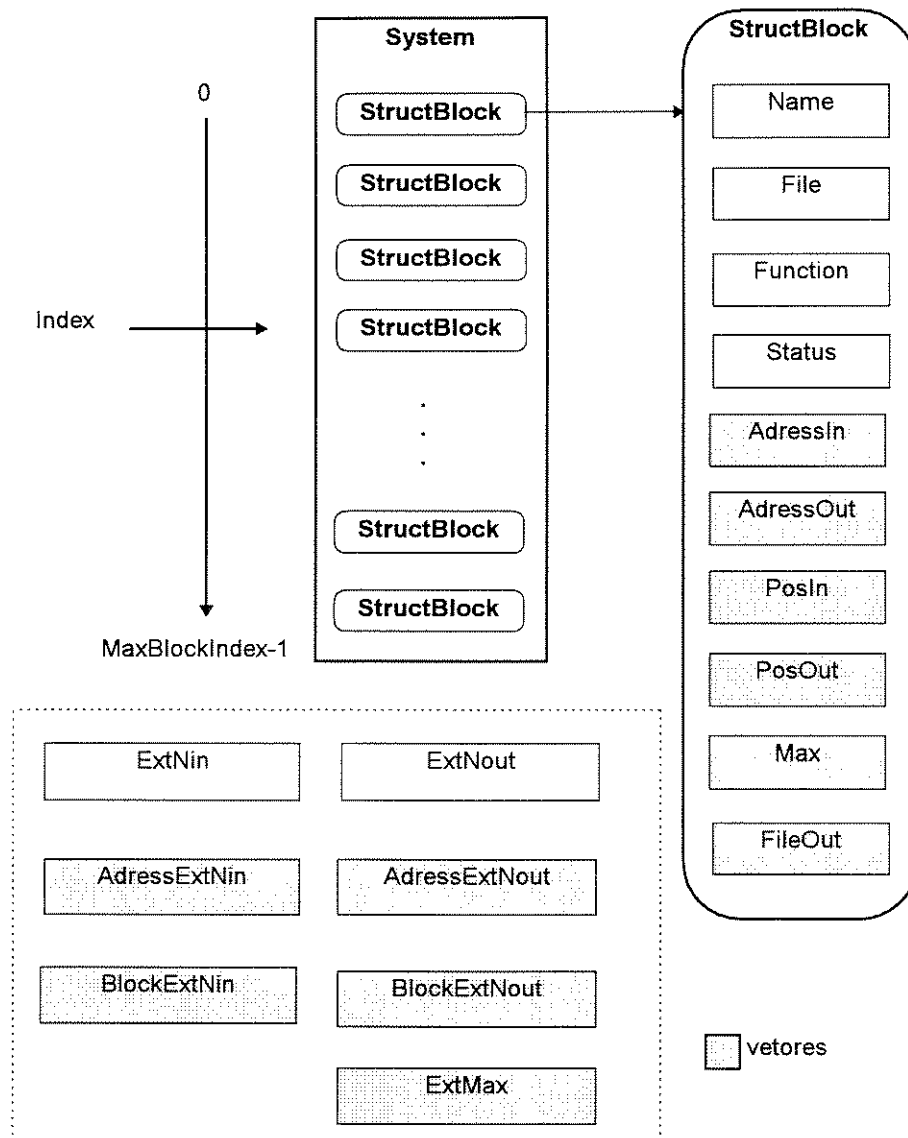 System
StructBlock
StructBlock
StructBlock
StructBlock
.
.
.
StructBlock
StructBlock
0
Index
MaxBlockIndex-1
StructBlock
Name
File
Function
Status
AdressIn
AdressOut
PosIn
PosOut
Max
FileOut
ExtNin
ExtNout
AdressExtNin
AdressExtNout
BlockExtNin
BlockExtNout
ExtMax
vetores